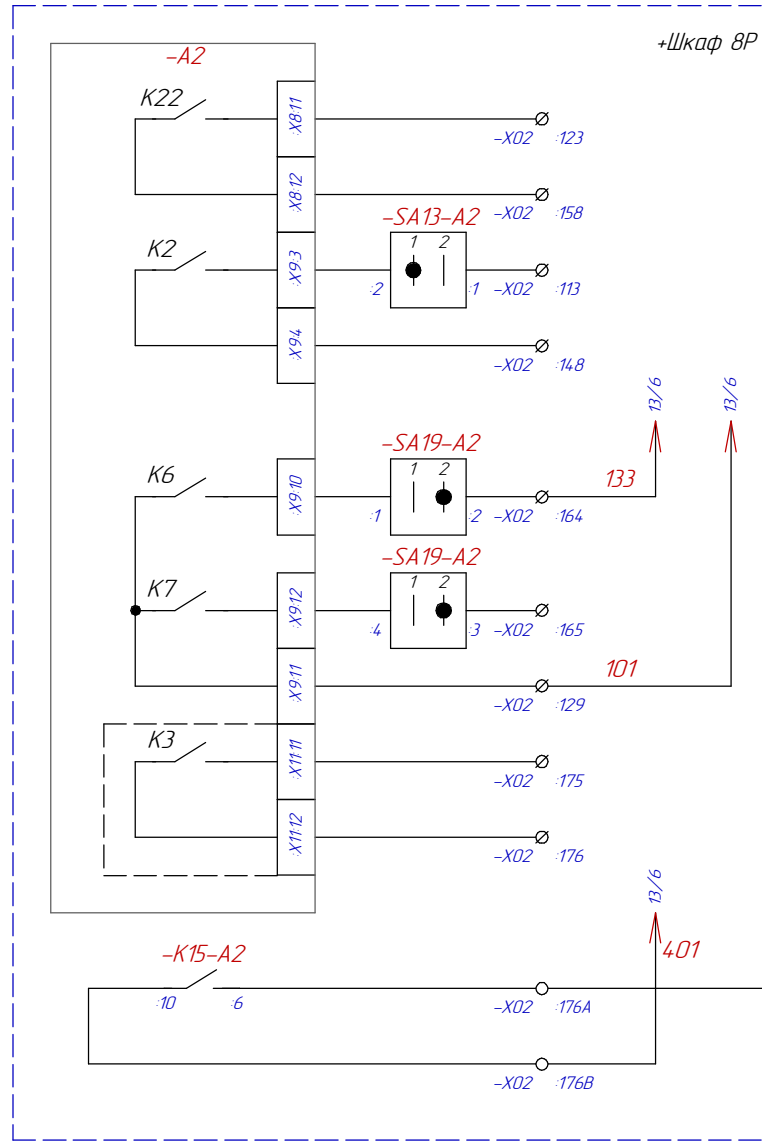 +Шкаф 8Р
-A2
K22
:X8:11
-X02 :123
:X8:12
-X02 :158
-SA13-A2
1 2
K2
:X9:3
:2 :1 -X02 :113
:X9:4
-X02 :148
13/6 13/6
-SA19-A2
1 2
K6
:X9:10
133
:1 :2 -X02 :164
-SA19-A2
1 2
K7
:X9:12
:4 :3 -X02 :165
:X9:11
101
-X02 :129
K3
:X11:11
-X02 :175
:X11:12
-X02 :176
13/6
-K15-A2
401
:10 :6
-X02 :176A
-X02 :176B